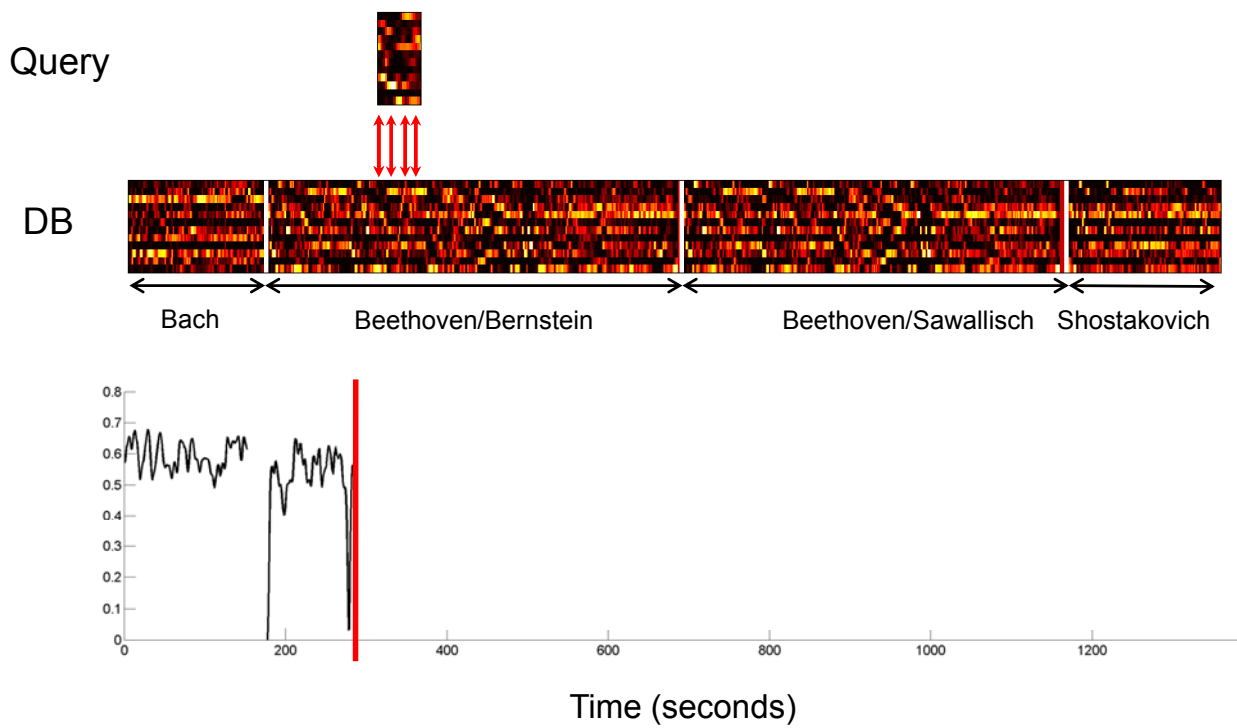 Query
DB
Bach
Beethoven/Bernstein
Beethoven/Sawallisch
Shostakovich
0.8
0.7
0.6
0.5
0.4
0.3
0.2
0.1
0
0 200 400 600 800 1000 1200
Time (seconds)